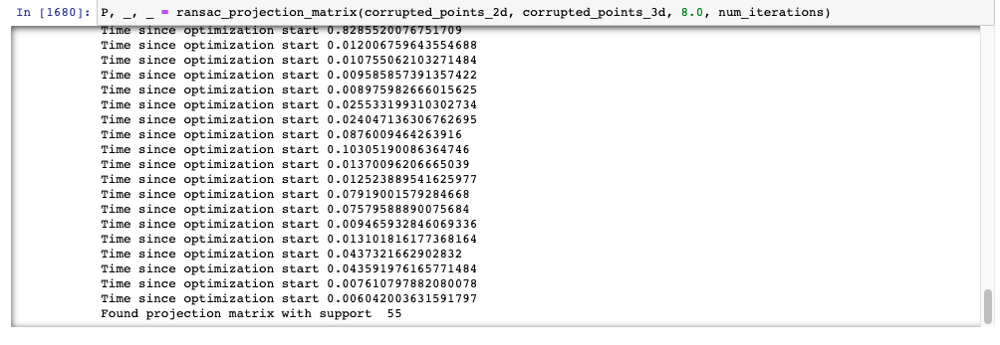 In [1680]: P, _, _ = ransac_projection_matrix(corrupted_points_2d, corrupted_points_3d, 8.0, num_iterations)
Time since optimization start 0.8285520076751709
Time since optimization start 0.012006759643554688
Time since optimization start 0.010755062103271484
Time since optimization start 0.009585857391357422
Time since optimization start 0.008975982666015625
Time since optimization start 0.025533199310302734
Time since optimization start 0.024047136306762695
Time since optimization start 0.0876009464263916
Time since optimization start 0.10305190086364746
Time since optimization start 0.01370096206665039
Time since optimization start 0.012523889541625977
Time since optimization start 0.07919001579284668
Time since optimization start 0.07579588890075684
Time since optimization start 0.009465932846069336
Time since optimization start 0.013101816177368164
Time since optimization start 0.0437321662902832
Time since optimization start 0.043591976165771484
Time since optimization start 0.007610797882080078
Time since optimization start 0.006042003631591797
Found projection matrix with support  55